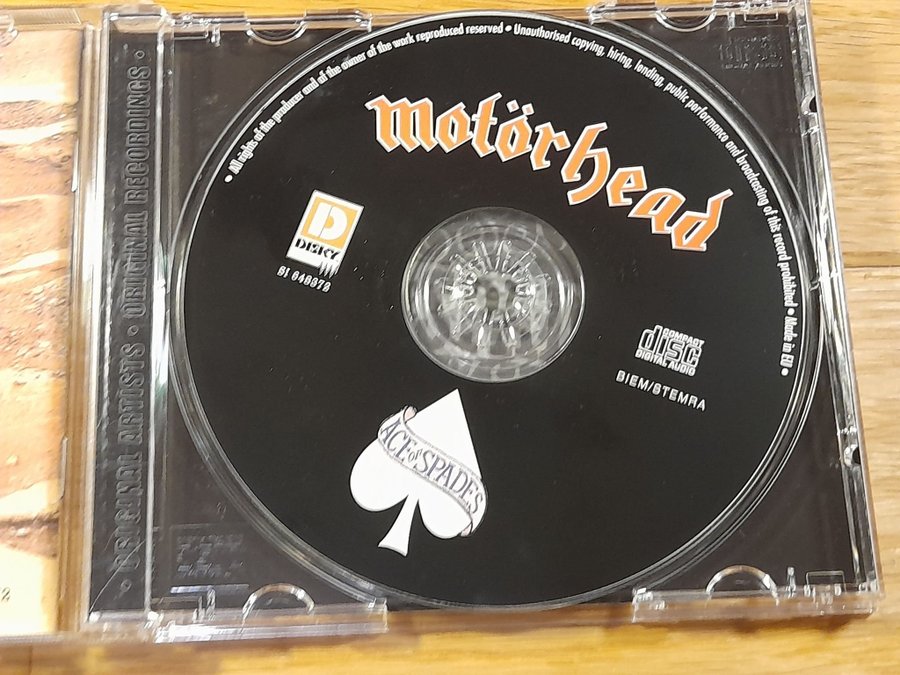 • ORIGINAL ARTISTS • ORIGINAL RECORDINGS •
• All rights of the producer and of the owner of the work reproduced reserved • Unauthorised copying, hiring, lending, public performance and broadcasting of this record prohibited • Made in EU •
motörhead
D
DISKY
SI 648972
COMPACT
disc
DIGITAL AUDIO
BIEM/STEMRA
ACE OF SPADES
2